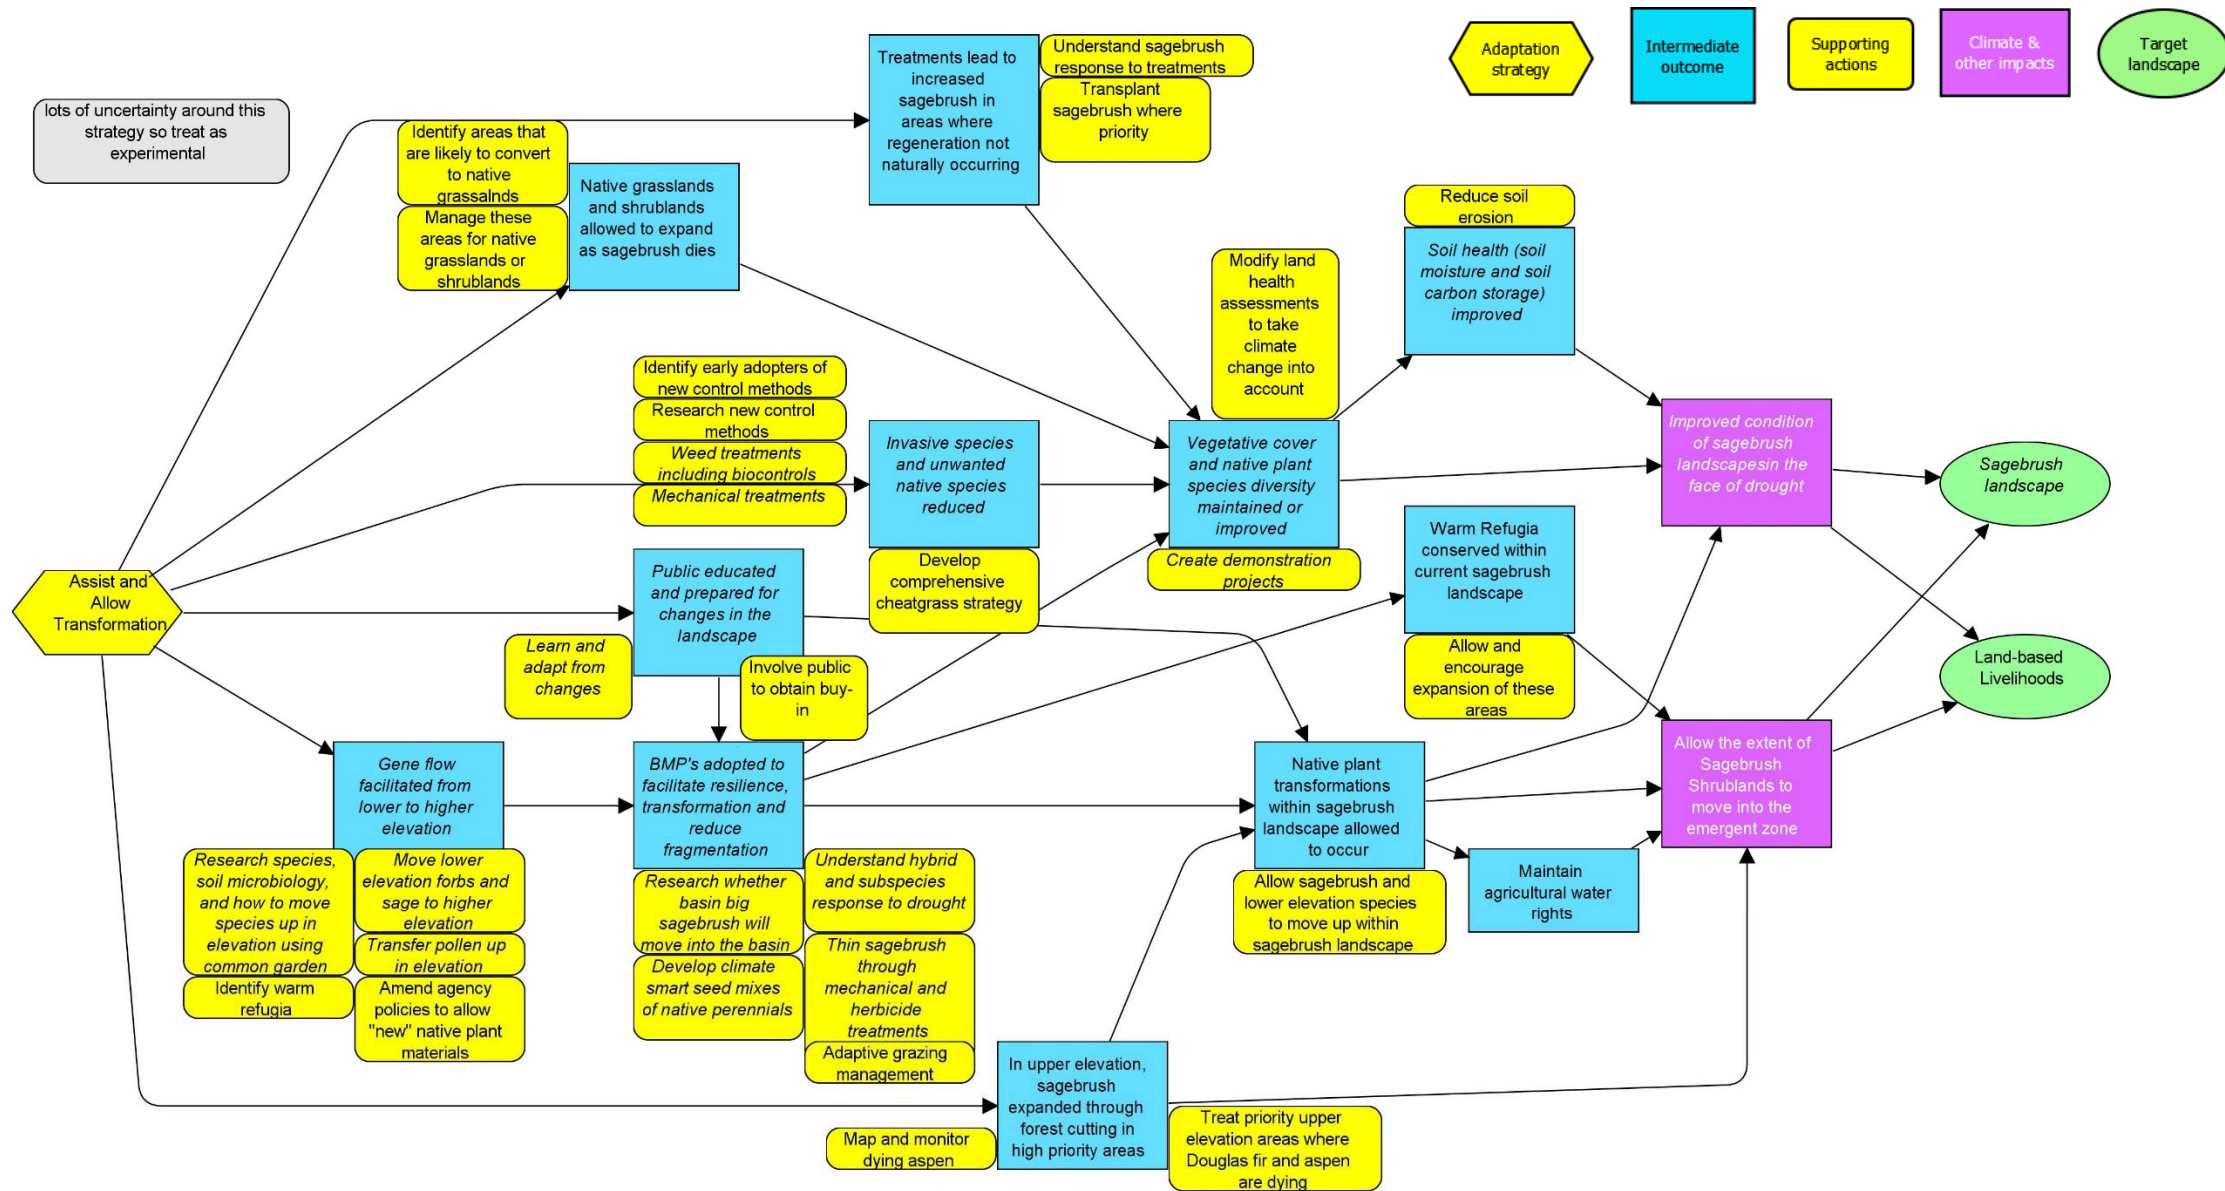 Adaptation
strategy
Intermediate
outcome
Supporting
actions
Climate &
other impacts
Target
landscape
lots of uncertainty around this
strategy so treat as
experimental
Treatments lead to
increased
sagebrush in
areas where
regeneration not
naturally occurring
Understand sagebrush
response to treatments
Transplant
sagebrush where
priority
Identify areas that
are likely to convert
to native
grassalnds
Manage these
areas for native
grasslands or
shrublands
Native grasslands
and shrublands
allowed to expand
as sagebrush dies
Reduce soil
erosion
Soil health (soil
moisture and soil
carbon storage)
improved
Modify land
health
assessments
to take
climate
change into
account
Identify early adopters of
new control methods
Research new control
methods
Weed treatments
including biocontrols
Mechanical treatments
Invasive species
and unwanted
native species
reduced
Develop
comprehensive
cheatgrass strategy
Vegetative cover
and native plant
species diversity
maintained or
improved
Create demonstration
projects
Improved condition
of sagebrush
landscapesin the
face of drought
Sagebrush
landscape
Warm Refugia
conserved within
current sagebrush
landscape
Allow and
encourage
expansion of these
areas
Land-based
Livelihoods
Assist and
Allow
Transformation
Public educated
and prepared for
changes in the
landscape
Learn and
adapt from
changes
Involve public
to obtain buy-
in
Gene flow
facilitated from
lower to higher
elevation
Research species,
soil microbiology,
and how to move
species up in
elevation using
common garden
Identify warm
refugia
Move lower
elevation forbs and
sage to higher
elevation
Transfer pollen up
in elevation
Amend agency
policies to allow
"new" native plant
materials
BMP's adopted to
facilitate resilience,
transformation and
reduce
fragmentation
Research whether
basin big
sagebrush will
move into the basin
Develop climate
smart seed mixes
of native perennials
Understand hybrid
and subspecies
response to drought
Thin sagebrush
through
mechanical and
herbicide
treatments
Adaptive grazing
management
Native plant
transformations
within sagebrush
landscape allowed
to occur
Allow sagebrush and
lower elevation species
to move up within
sagebrush landscape
Maintain
agricultural water
rights
Allow the extent of
Sagebrush
Shrublands to
move into the
emergent zone
In upper elevation,
sagebrush
expanded through
forest cutting in
high priority areas
Map and monitor
dying aspen
Treat priority upper
elevation areas where
Douglas fir and aspen
are dying